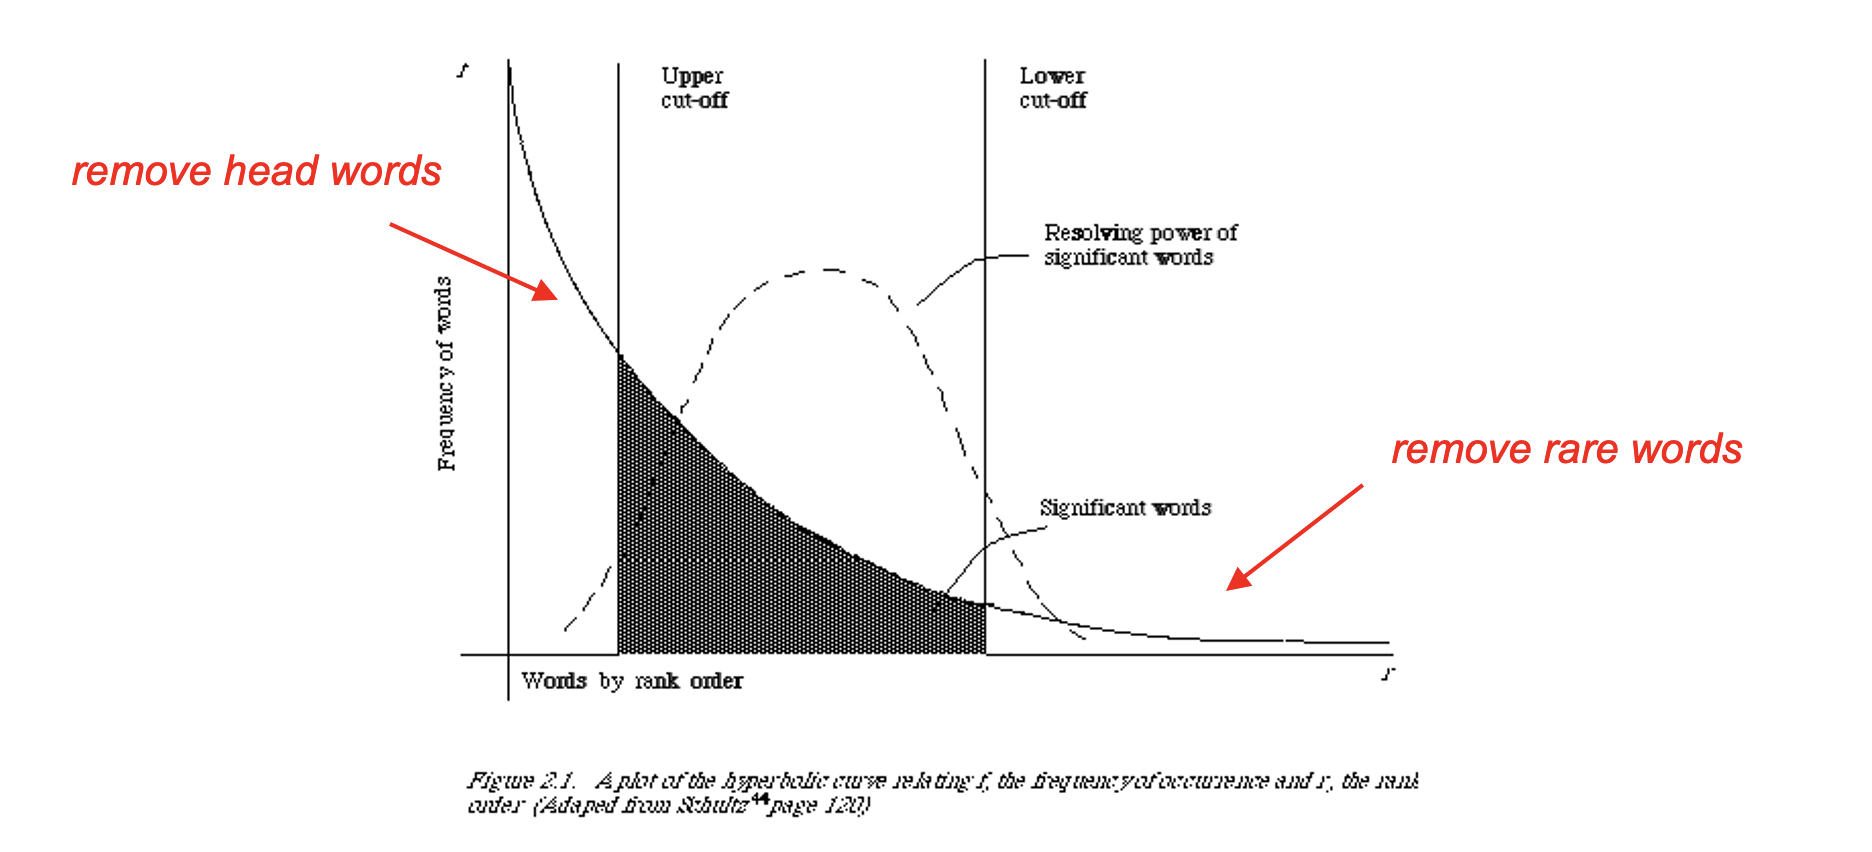 f
Upper
cut-off
Lower
cut-off
remove head words
Resolving power of
significant words
Frequency of words
remove rare words
Significant words
Words by rank order
r
Figure 2.1. A plot of the hyperbolic curve relating f, the frequency of occurrence and r, the rank
order (Adaped from Schultz 44 page 120)